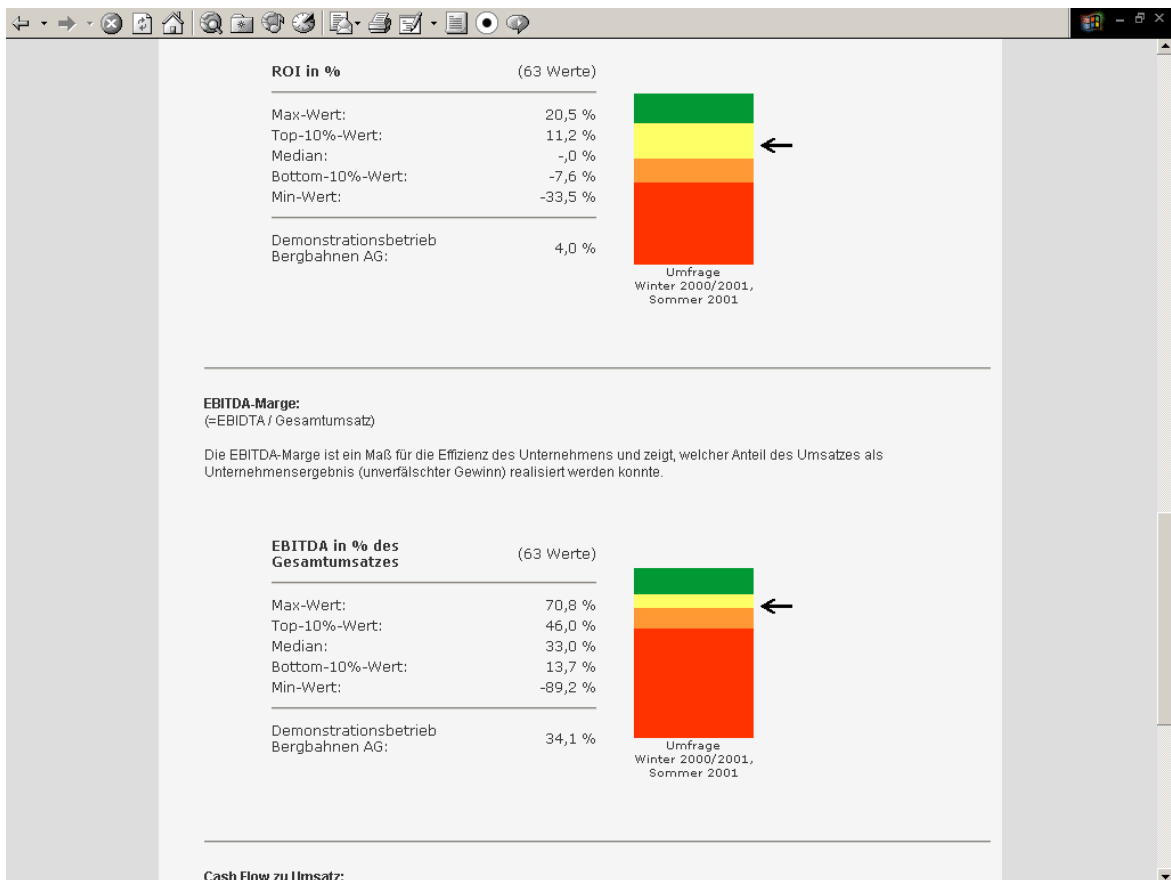 ROI in % (63 Werte)
Max-Wert: 20,5 %
Top-10%-Wert: 11,2 %
Median: -,0 %
Bottom-10%-Wert: -7,6 %
Min-Wert: -33,5 %
Demonstrationsbetrieb
Bergbahnen AG: 4,0 %
Umfrage
Winter 2000/2001,
Sommer 2001
EBITDA-Marge:
(=EBIDTA / Gesamtumsatz)
Die EBITDA-Marge ist ein Maß für die Effizienz des Unternehmens und zeigt, welcher Anteil des Umsatzes als
Unternehmensergebnis (unverfälschter Gewinn) realisiert werden konnte.
EBITDA in % des
Gesamtumsatzes (63 Werte)
Max-Wert: 70,8 %
Top-10%-Wert: 46,0 %
Median: 33,0 %
Bottom-10%-Wert: 13,7 %
Min-Wert: -89,2 %
Demonstrationsbetrieb
Bergbahnen AG: 34,1 %
Umfrage
Winter 2000/2001,
Sommer 2001
Cash Flow zu Umsatz: